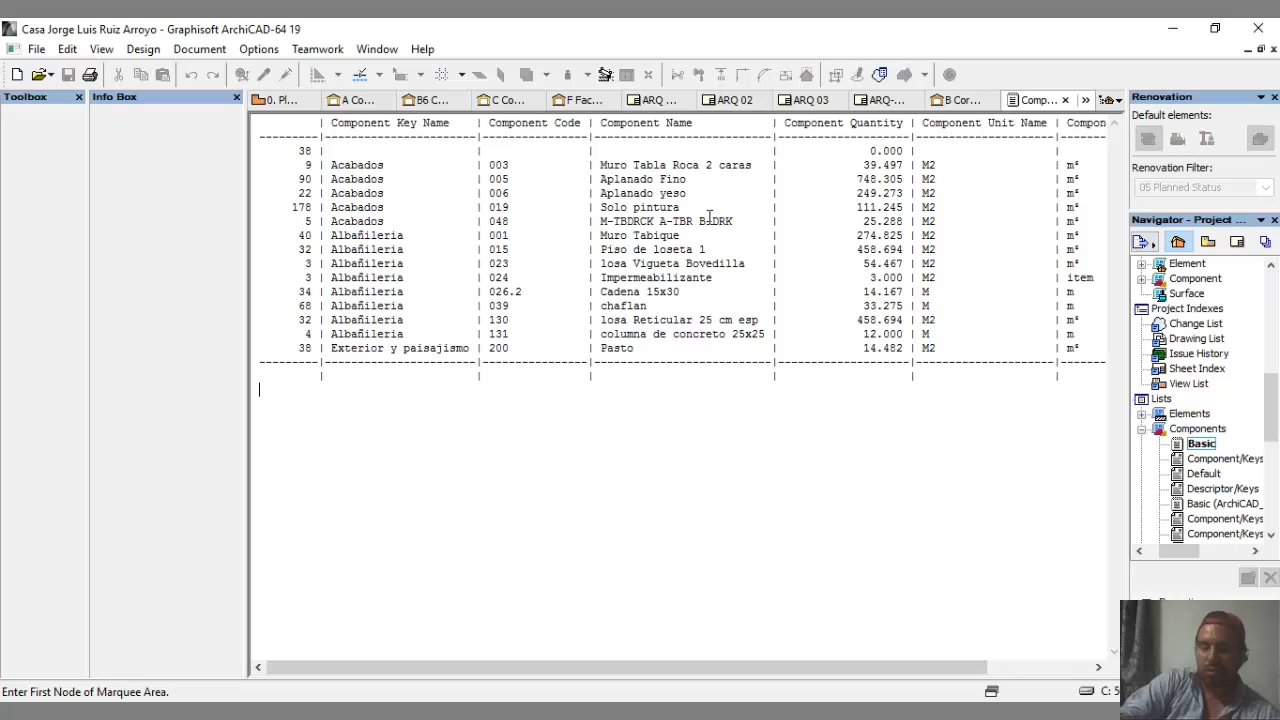 Casa Jorge Luis Ruiz Arroyo - Graphisoft ArchiCAD-64 19
File Edit View Design Document Options Teamwork Window Help
Toolbox Info Box 0. Pl... A Co... B6 C... C Co... F Fac... ARQ ... ARQ 02 ARQ 03 ARQ-... B Cor... Comp... »
| Component Key Name | Component Code | Component Name | Component Quantity | Component Unit Name | Compon
38 | | | | 0.000 | |
9 | Acabados | 003 | Muro Tabla Roca 2 caras | 39.497 | M2 | m²
90 | Acabados | 005 | Aplanado Fino | 748.305 | M2 | m²
22 | Acabados | 006 | Aplanado yeso | 249.273 | M2 | m²
178 | Acabados | 019 | Solo pintura | 111.245 | M2 | m²
5 | Acabados | 048 | M-TBDRCK A-TBR | 25.288 | M2 | m²
40 | Albañileria | 001 | Muro Tabique | 274.825 | M2 | m²
32 | Albañileria | 015 | Piso de loseta 1 | 458.694 | M2 | m²
3 | Albañileria | 023 | losa Vigueta Bovedilla | 54.467 | M2 | m²
3 | Albañileria | 024 | Impermeabilizante | 3.000 | M2 | item
34 | Albañileria | 026.2 | Cadena 15x30 | 14.167 | M | m
68 | Albañileria | 039 | chaflan | 33.275 | M | m
32 | Albañileria | 130 | losa Reticular 25 cm esp | 458.694 | M2 | m²
4 | Albañileria | 131 | columna de concreto 25x25 | 12.000 | M | m
38 | Exterior y paisajismo | 200 | Pasto | 14.482 | M2 | m²
Renovation
Default elements:
Renovation Filter:
05 Planned Status
Navigator - Project ...
Element
Component
Surface
Project Indexes
Change List
Drawing List
Issue History
Sheet Index
View List
Lists
Elements
Components
Basic
Component/Keys
Default
Descriptor/Keys
Basic (ArchiCAD_
Component/Keys
Component/Keys
Enter First Node of Marquee Area.
C: 5